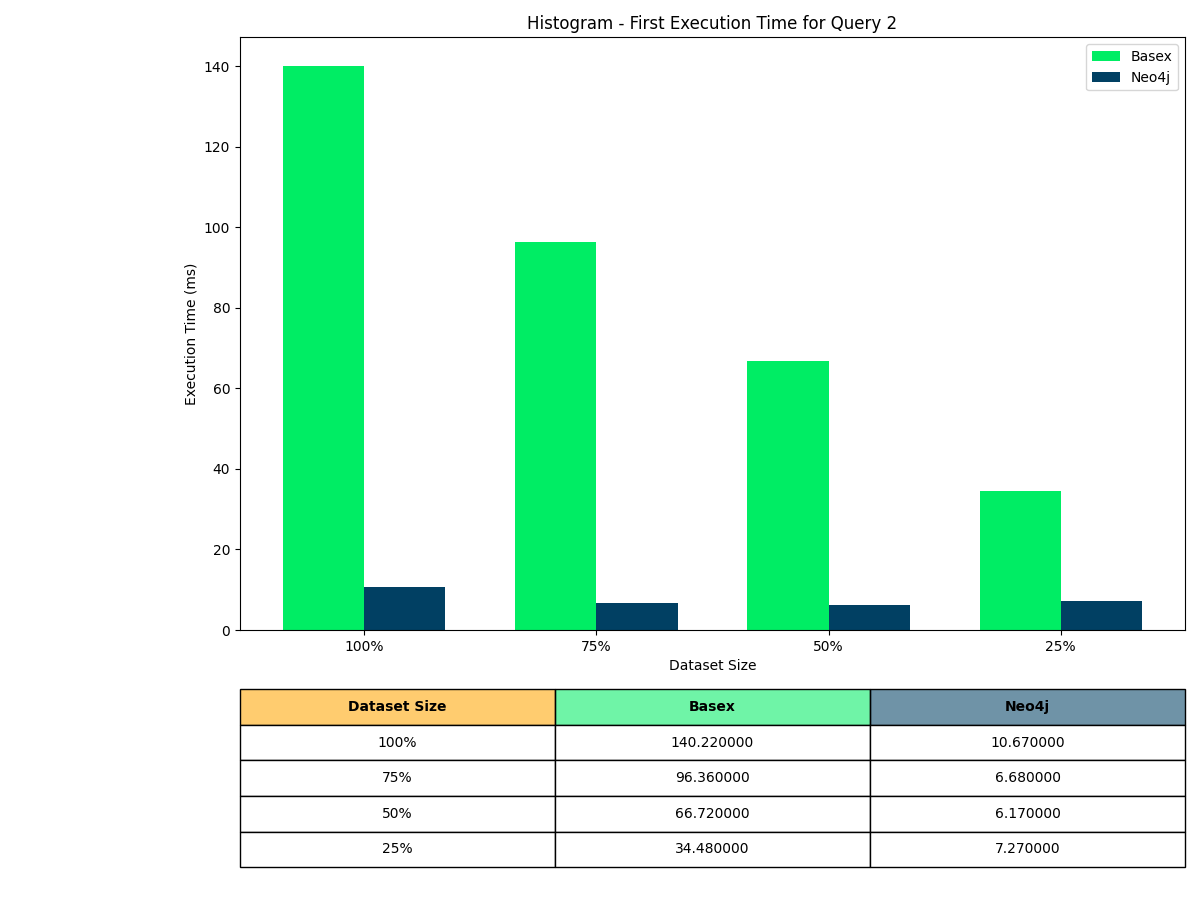 Histogram - First Execution Time for Query 2
Basex
Neo4j
Execution Time (ms)
140
120
100
80
60
40
20
0
100% 75% 50% 25%
Dataset Size
Dataset Size Basex Neo4j
100% 140.220000 10.670000
75% 96.360000 6.680000
50% 66.720000 6.170000
25% 34.480000 7.270000